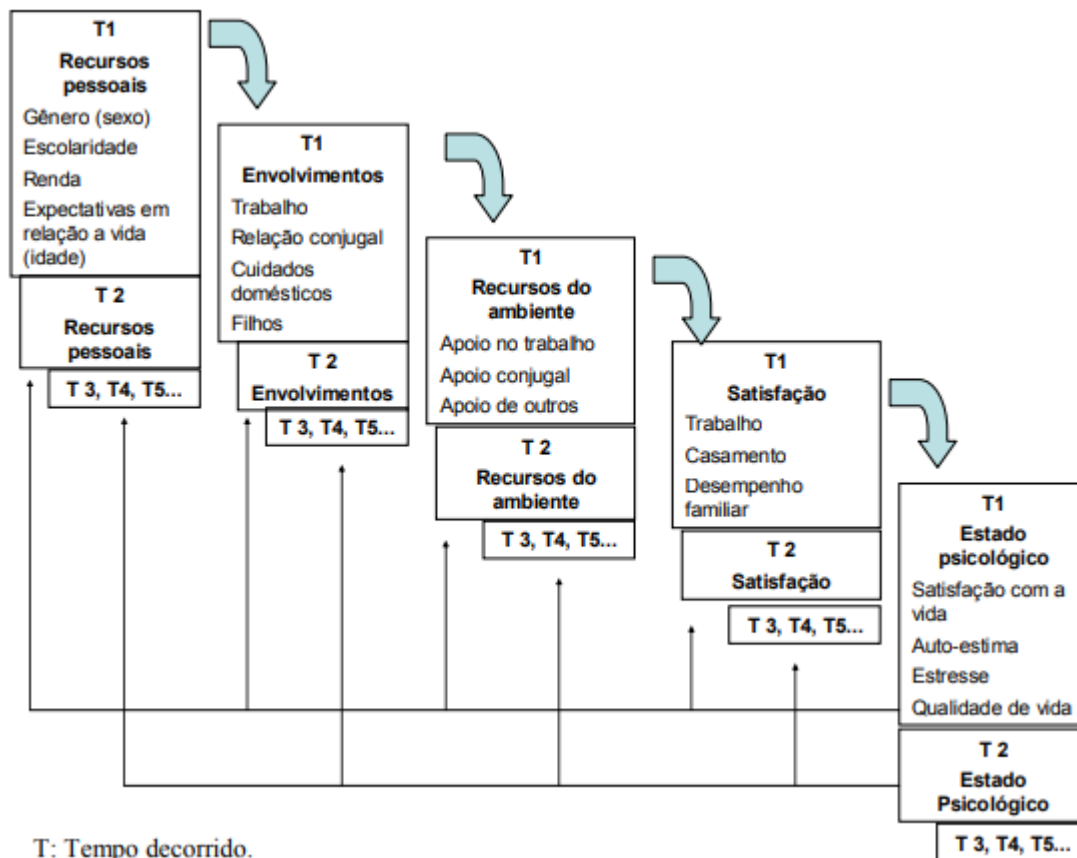 T1
Recursos
pessoais
Gênero (sexo)
Escolaridade
Renda
Expectativas em
relação a vida
(idade)
T 2
Recursos
pessoais
T 3, T4, T5...
T1
Envolvimentos
Trabalho
Relação conjugal
Cuidados
domésticos
Filhos
T 2
Envolvimentos
T 3, T4, T5...
T1
Recursos do
ambiente
Apoio no trabalho
Apoio conjugal
Apoio de outros
T 2
Recursos do
ambiente
T 3, T4, T5...
T1
Satisfação
Trabalho
Casamento
Desempenho
familiar
T 2
Satisfação
T 3, T4, T5...
T1
Estado
psicológico
Satisfação com a
vida
Auto-estima
Estresse
Qualidade de vida
T 2
Estado
Psicológico
T 3, T4, T5...
T: Tempo decorrido.